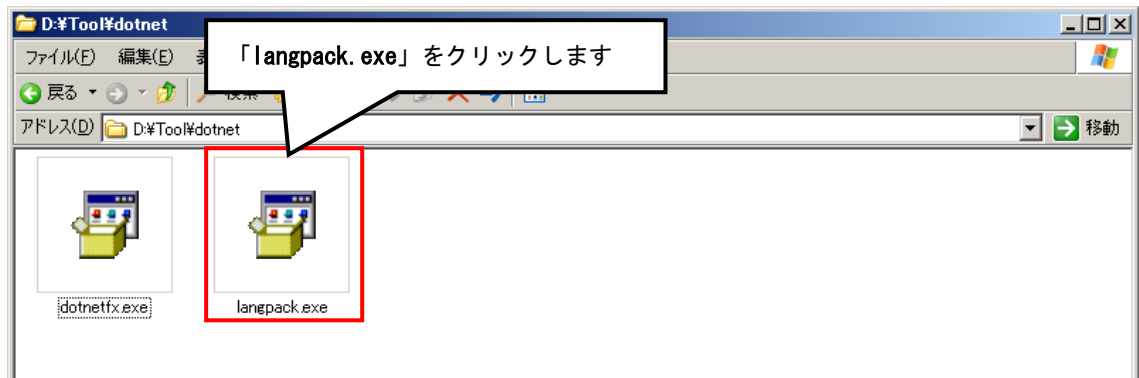 D:¥Tool¥dotnet
ファイル(F) 編集(E)
「langpack.exe」をクリックします
戻る
アドレス(D) D:¥Tool¥dotnet 移動
dotnetfx.exe langpack.exe